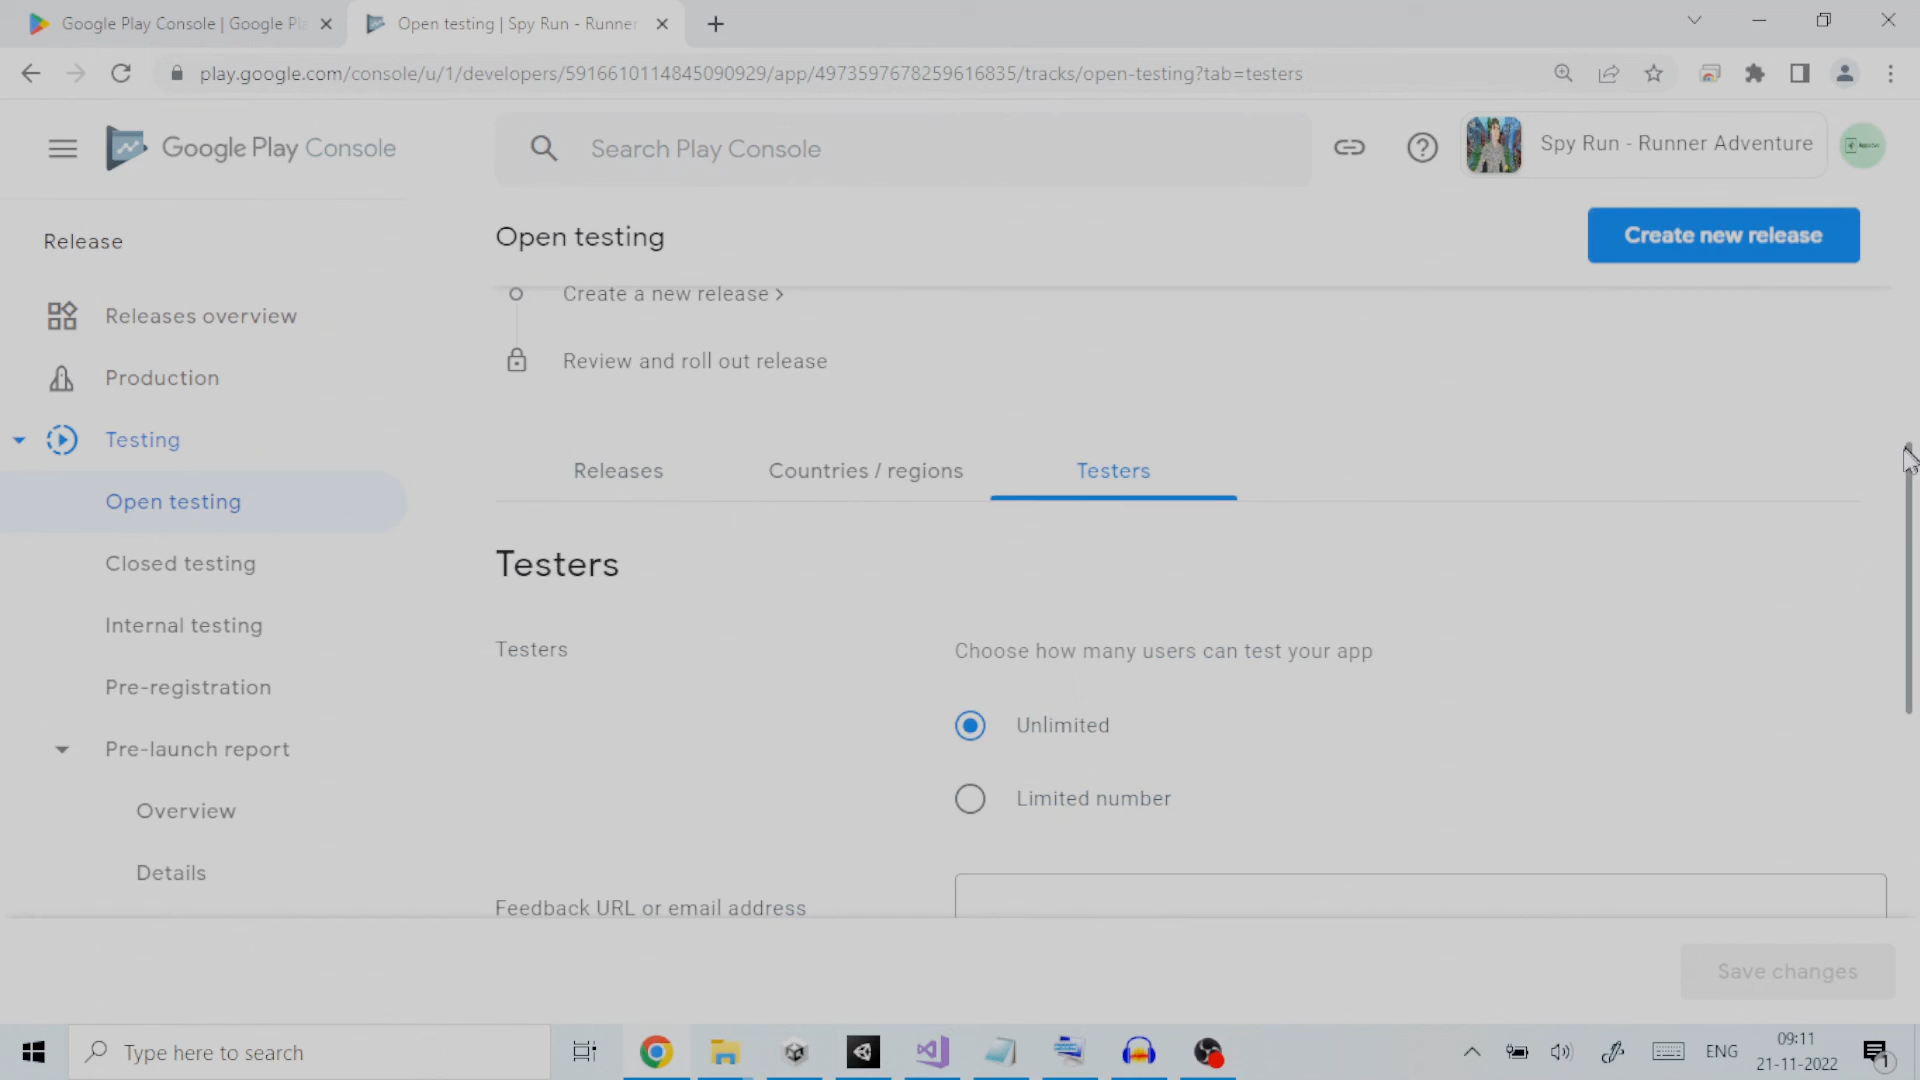 Google Play Console | Google Pla
Open testing | Spy Run - Runner
play.google.com/console/u/1/developers/5916610114845090929/app/4973597678259616835/tracks/open-testing?tab=testers
Google Play Console
Search Play Console
Spy Run - Runner Adventure
Release
Open testing
Create new release
Create a new release
Releases overview
Review and roll out release
Production
Testing
Releases
Countries / regions
Testers
Open testing
Closed testing
Testers
Internal testing
Testers
Choose how many users can test your app
Pre-registration
Unlimited
Pre-launch report
Limited number
Overview
Details
Feedback URL or email address
Save changes
Type here to search
ENG
09:11
21-11-2022
1